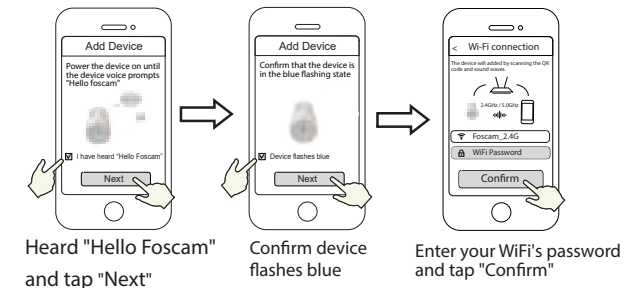 Add Device
Power the device on until
the device voice prompts
"Hello foscam"
I have heard "Hello Foscam"
Next
Heard "Hello Foscam"
and tap "Next"
Add Device
Confirm that the device is
in the blue flashing state
Device flashes blue
Next
Confirm device
flashes blue
< Wi-Fi connection
The device will added by scanning the QR
code and sound waves.
2.4GHz / 5.0GHz
Foscam_2.4G
WiFi Password
Confirm
Enter your WiFi's password
and tap "Confirm"